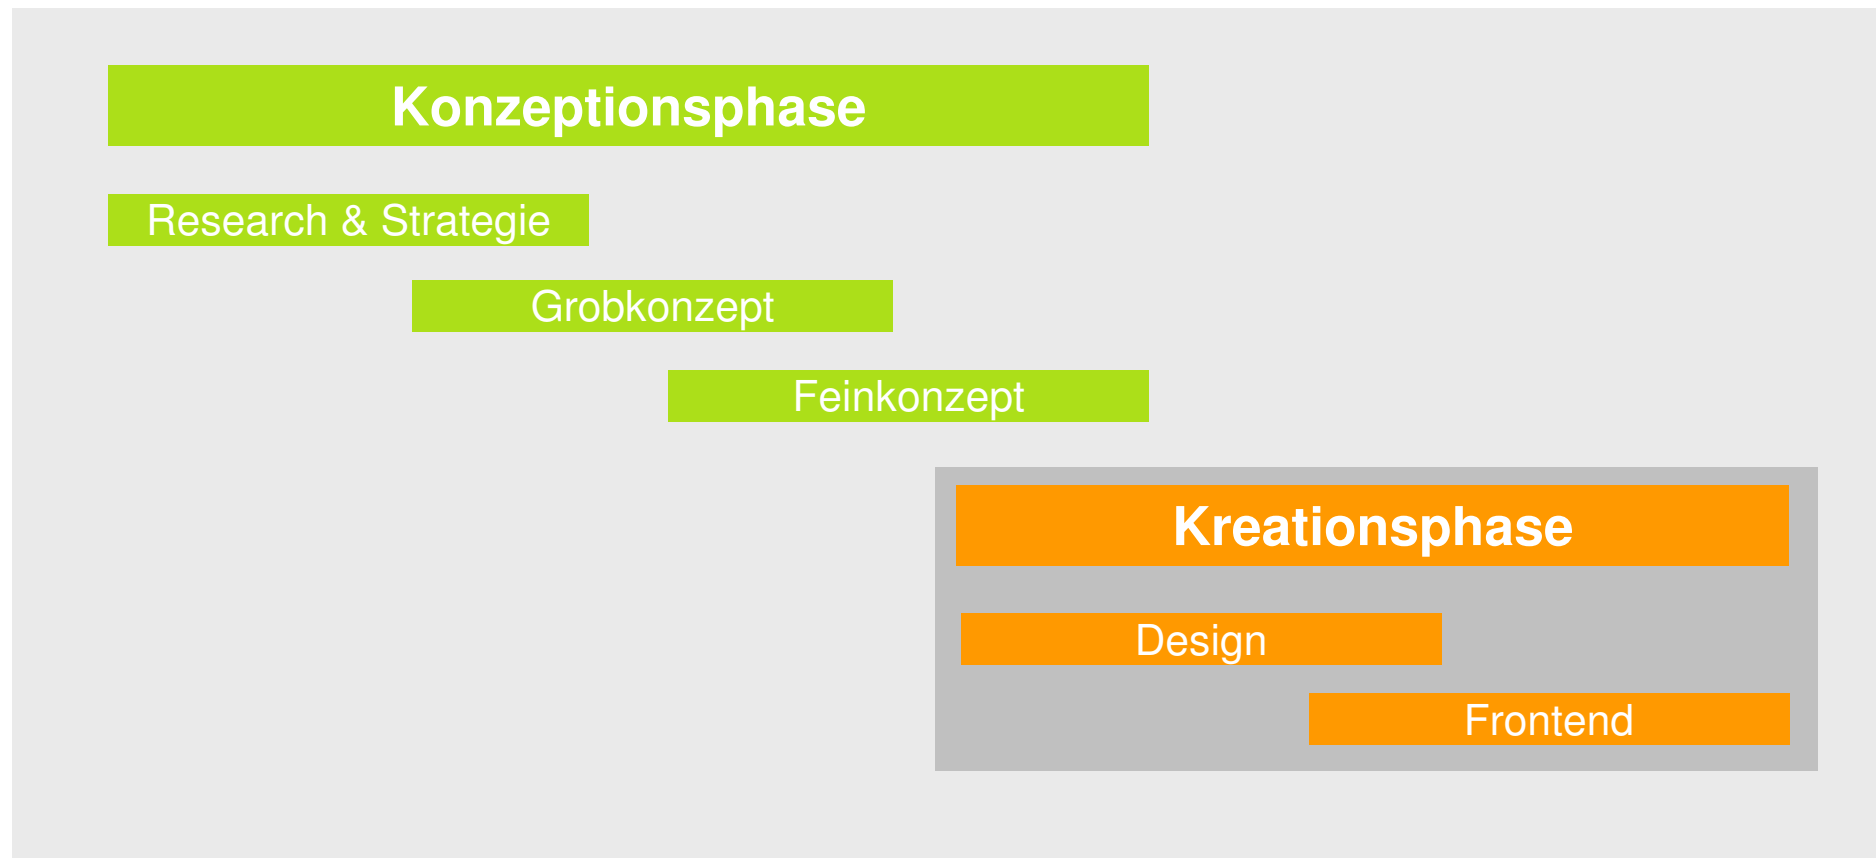 Konzeptionsphase
Research & Strategie
Grobkonzept
Feinkonzept
Kreationsphase
Design
Frontend